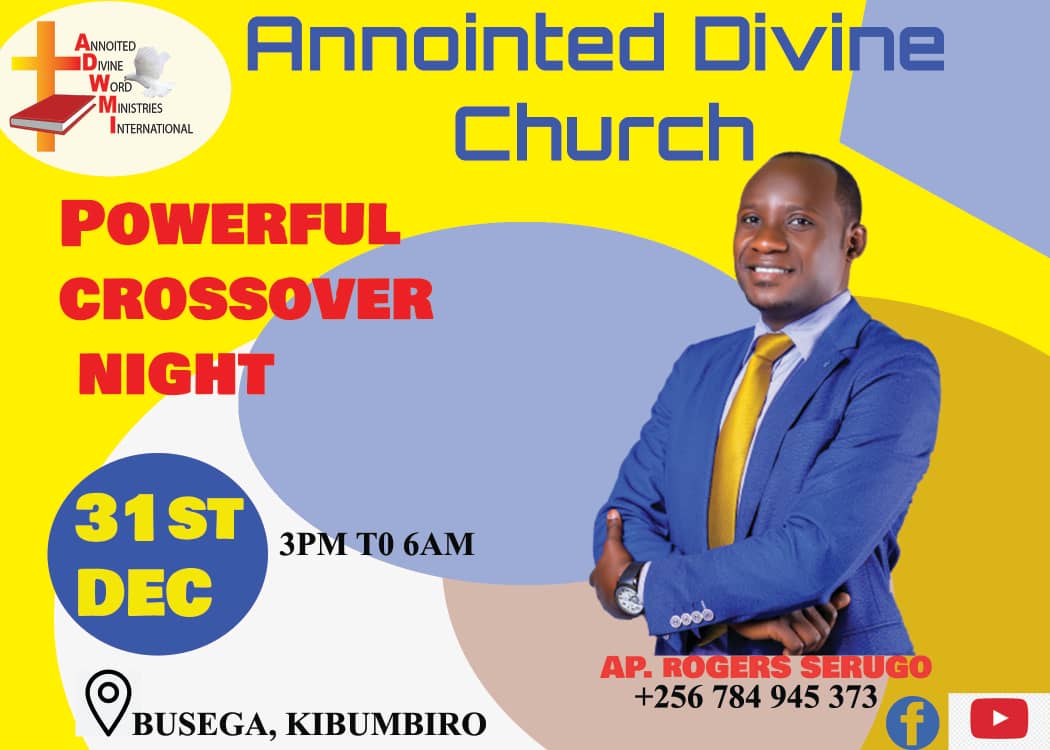 ANNOITED
DIVINE
WORD
MINISTRIES
INTERNATIONAL
Annointed Divine
Church
POWERFUL
CROSSOVER
NIGHT
31ST
DEC
3PM T0 6AM
BUSEGA, KIBUMBIRO
AP. ROGERS SERUGO
+256 784 945 373
f